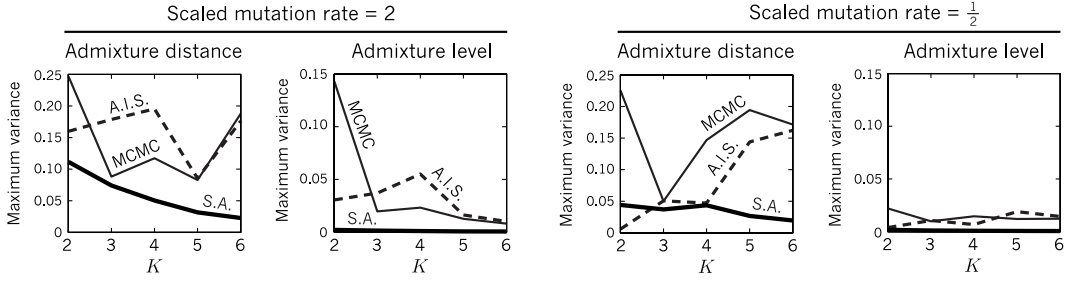 Scaled mutation rate = 2
Scaled mutation rate = 1/2
Admixture distance
Admixture level
Admixture distance
Admixture level
Maximum variance
0.25
0.20
0.15
0.10
0.05
0
A.I.S.
MCMC
S.A.
2 3 4 5 6
K
Maximum variance
0.15
0.10
0.05
0
MCMC
A.I.S.
S.A.
2 3 4 5 6
K
Maximum variance
0.25
0.20
0.15
0.10
0.05
0
MCMC
A.I.S.
S.A.
2 3 4 5 6
K
Maximum variance
0.15
0.10
0.05
0
2 3 4 5 6
K